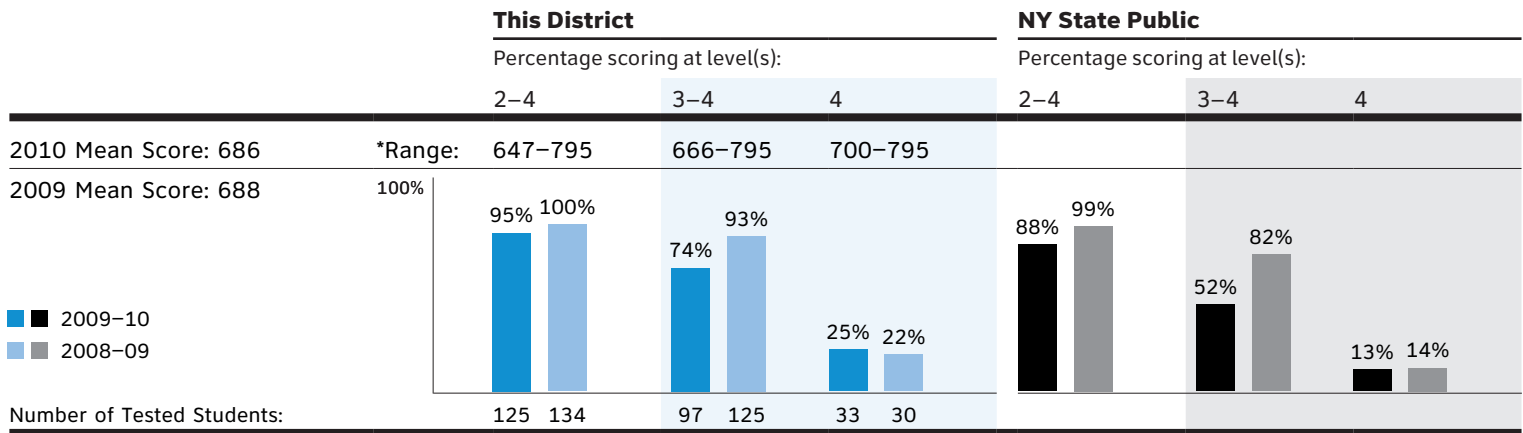 This District NY State Public
Percentage scoring at level(s): Percentage scoring at level(s):
2–4 3–4 4 2–4 3–4 4
2010 Mean Score: 686 *Range: 647–795 666–795 700–795
2009 Mean Score: 688 100%
95% 100% 74% 93% 25% 22% 88% 99% 52% 82% 13% 14%
2009–10
2008–09
Number of Tested Students: 125 134 97 125 33 30